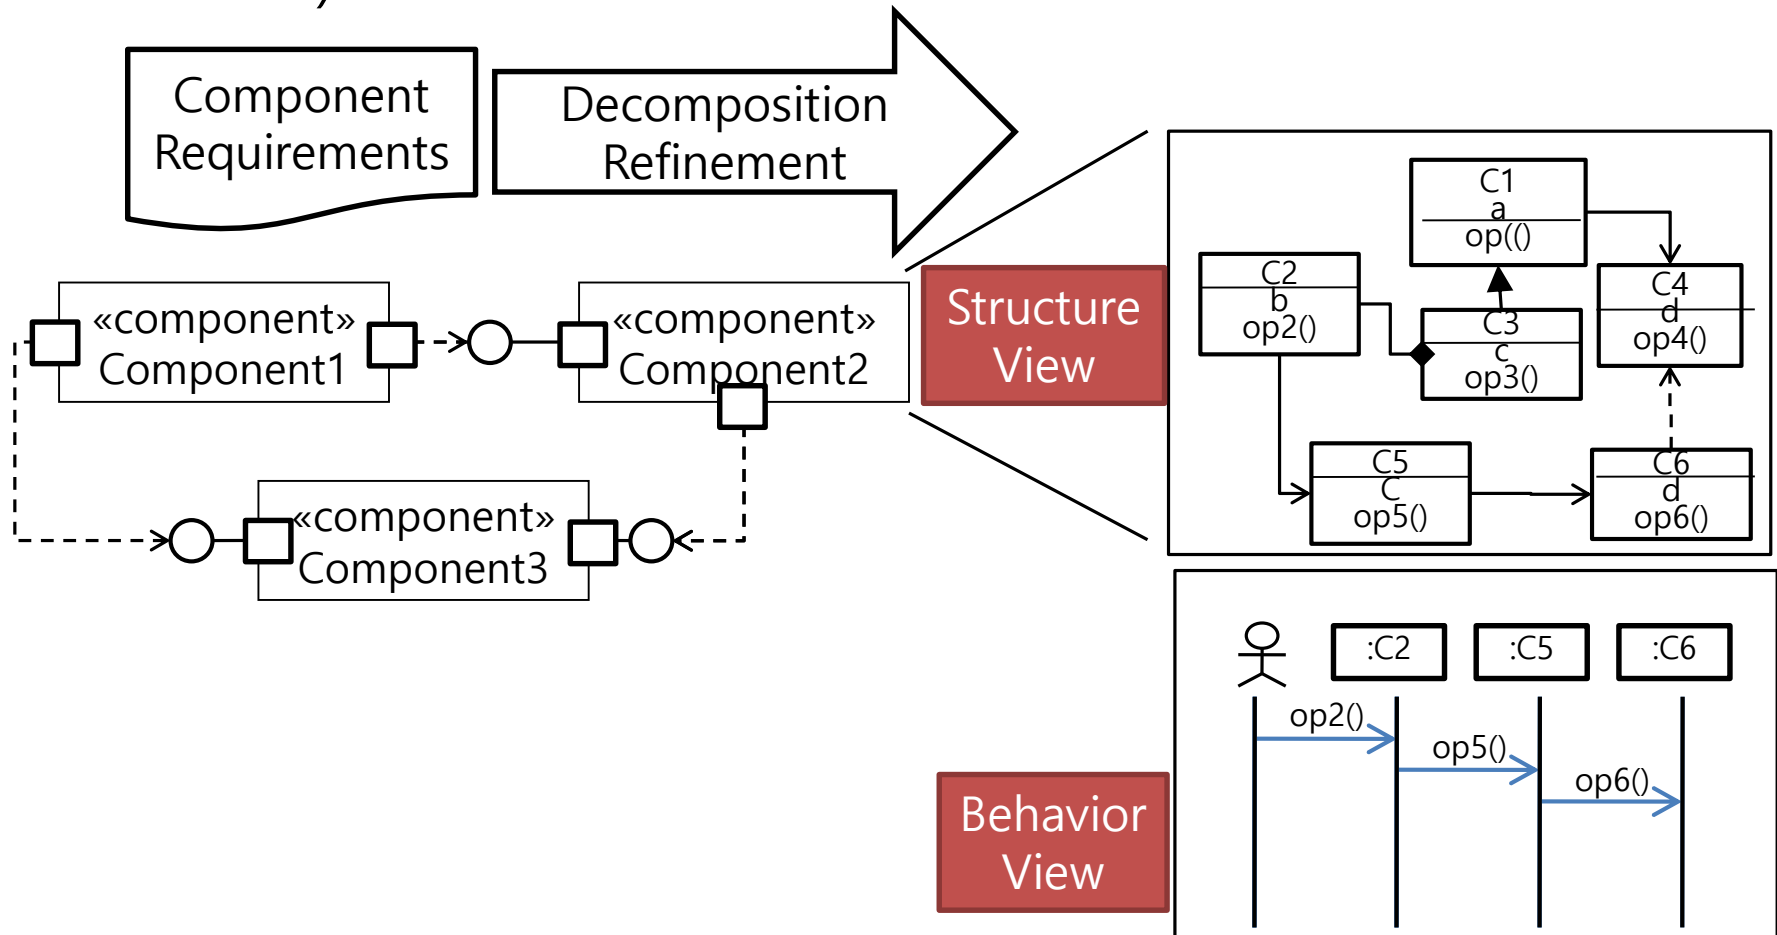 )
Component
Requirements
Decomposition
Refinement
«component»
Component1
«component»
Component2
«component»
Component3
Structure
View
C1
a
op(()
C2
b
op2()
C3
c
op3()
C4
d
op4()
C5
C
op5()
C6
d
op6()
Behavior
View
:C2
:C5
:C6
op2()
op5()
op6()